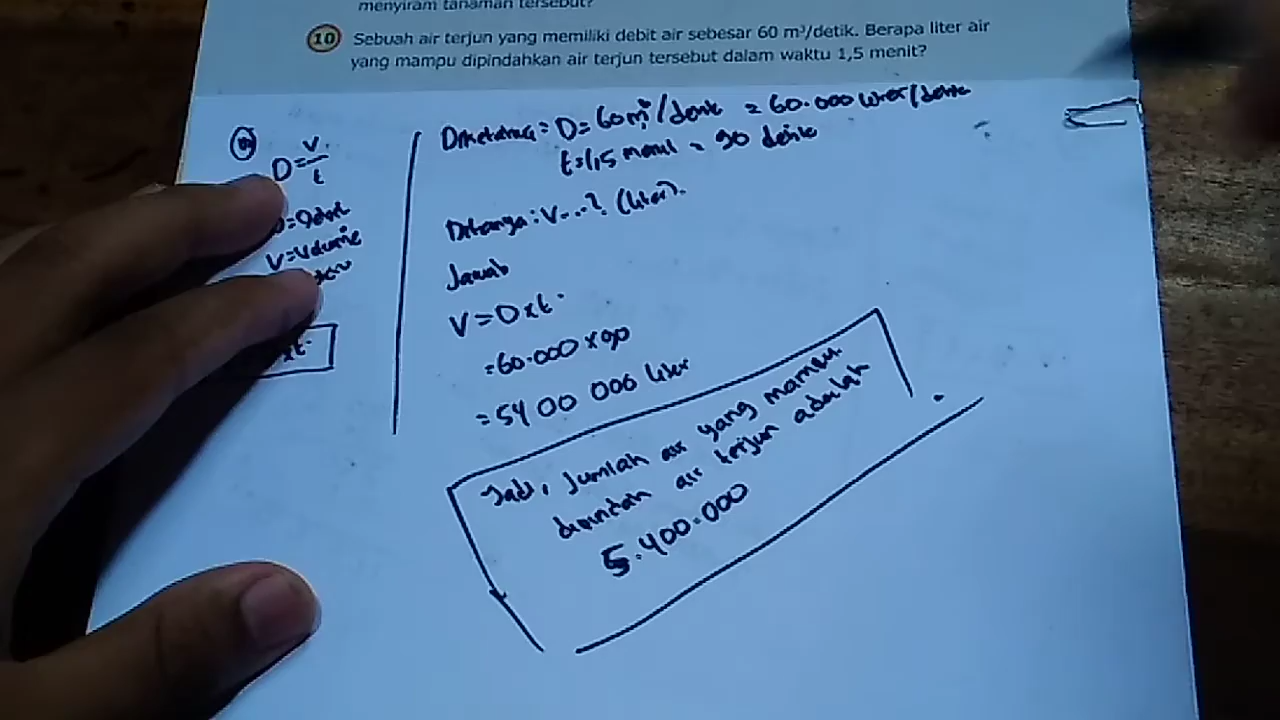 menyiram tanaman tersebut?
10 Sebuah air terjun yang memiliki debit air sebesar 60 m³/detik. Berapa liter air
yang mampu dipindahkan air terjun tersebut dalam waktu 1,5 menit?
D = V/t
V = Volume
Diketahui = D = 60 m³/detik = 60.000 liter/detik
t = 1,5 menit = 90 detik
Ditanya : V...? (liter).
Jawab
V = D x t.
= 60.000 x 90
= 5400 000 liter
Jadi, Jumlah air yang mampu
air terjun adalah
5.400.000